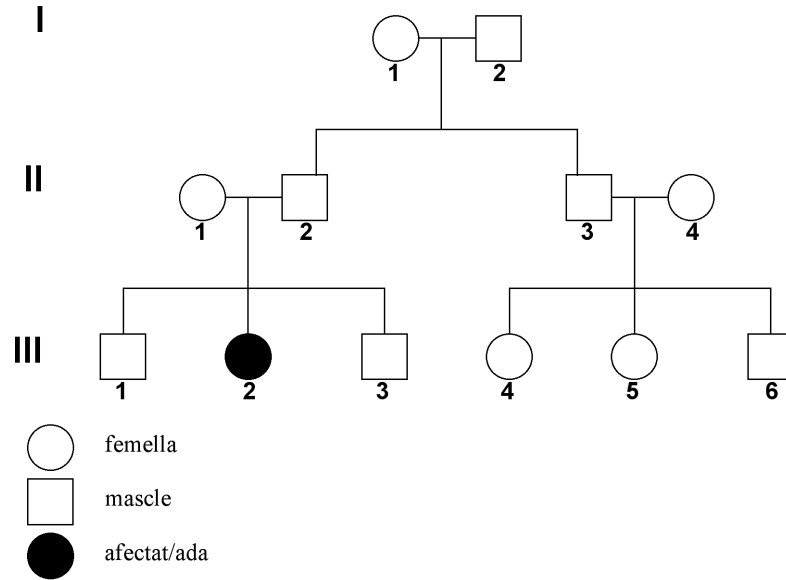 I
1 2
II
1 2 3 4
III
1 2 3 4 5 6
femella
mascle
afectat/ada